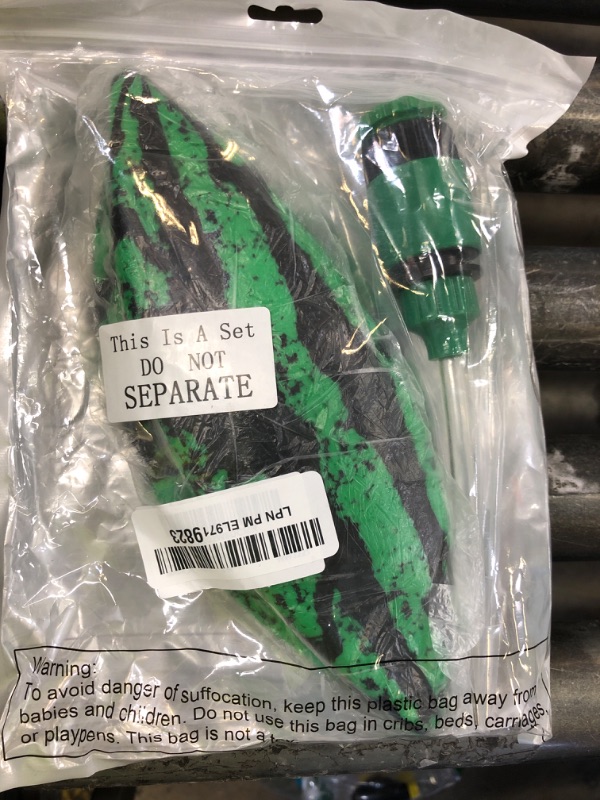 This Is A Set
DO NOT
SEPARATE
LPN PM EL9719823
Warning:
To avoid danger of suffocation, keep this plastic bag away from
babies and children. Do not use this bag in cribs, beds, carriages,
or playpens. This bag is not a